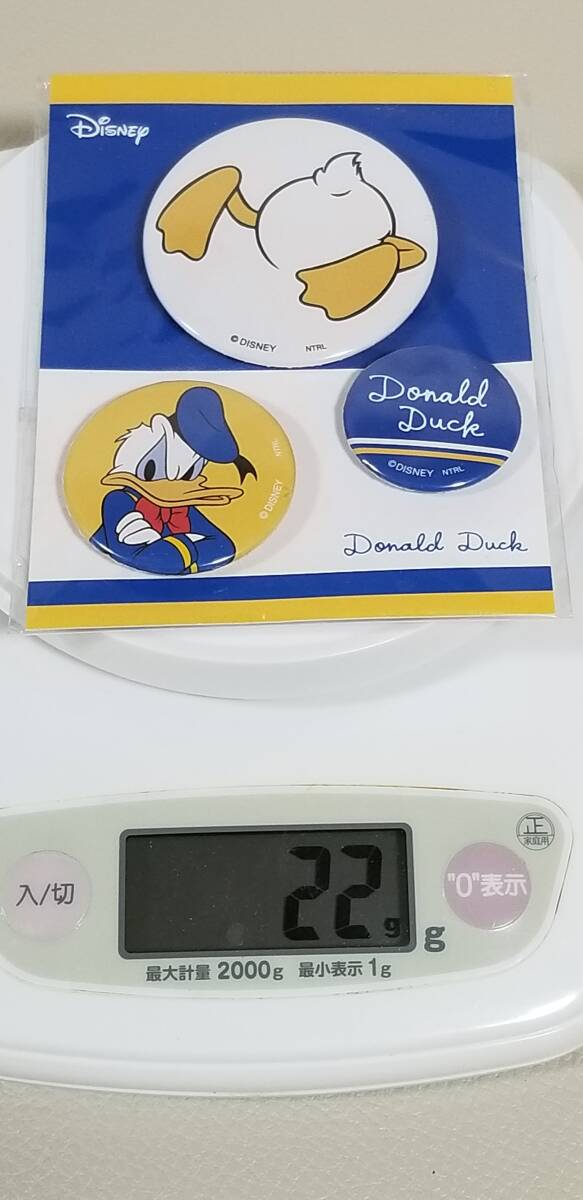 Disney
© DISNEY NTRL
Donald
Duck
© DISNEY NTRL
© DISNEY NTRL
Donald Duck
正
家庭用
入/切
22g
g
"0"表示
最大計量 2000g 最小表示 1g